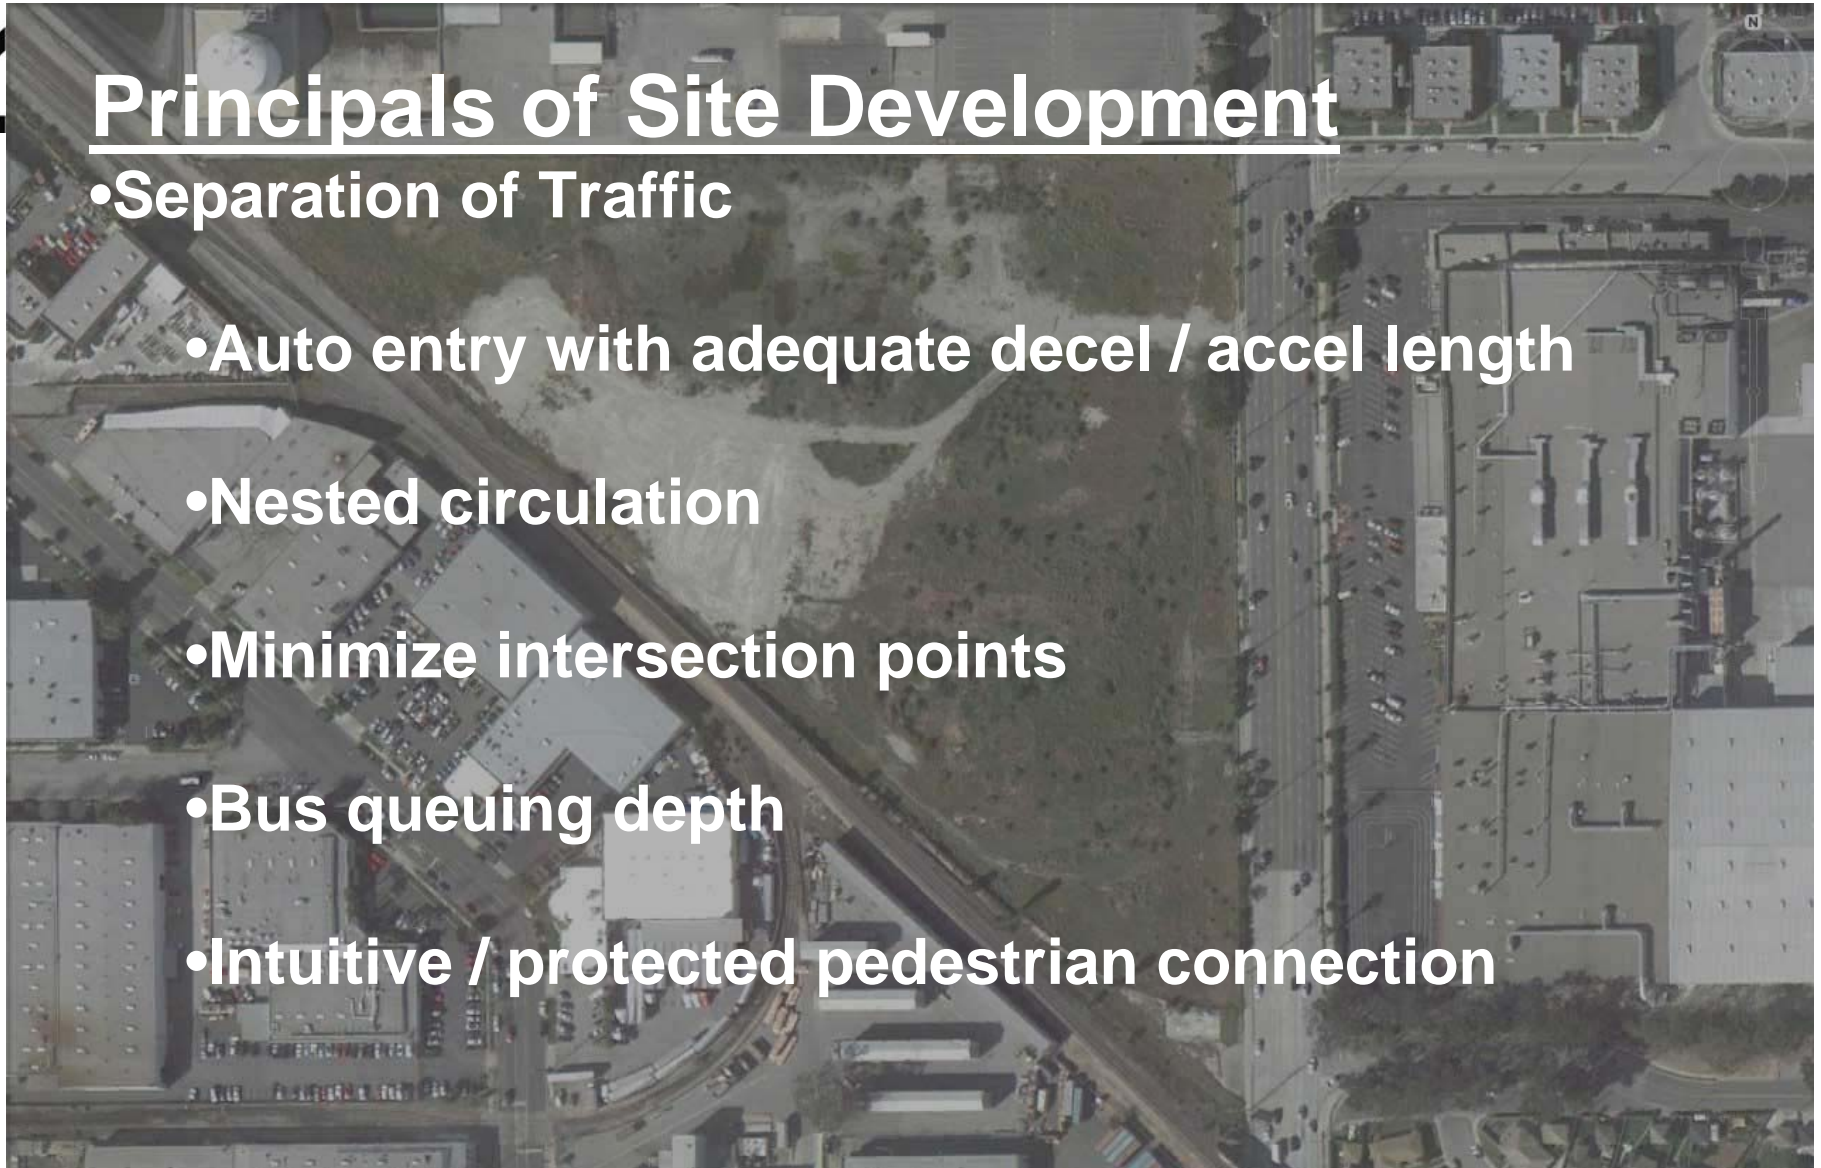 N
Principals of Site Development
•Separation of Traffic
•Auto entry with adequate decel / accel length
•Nested circulation
•Minimize intersection points
•Bus queuing depth
•Intuitive / protected pedestrian connection